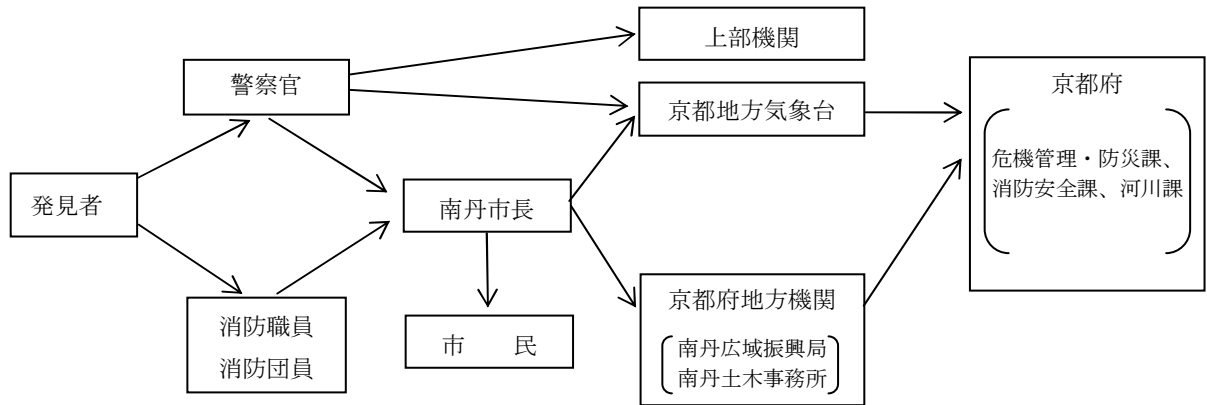 上部機関
警察官
京都地方気象台
京都府
危機管理・防災課、
消防安全課、河川課
発見者
南丹市長
京都府地方機関
南丹広域振興局
南丹土木事務所
消防職員
消防団員
市　　民